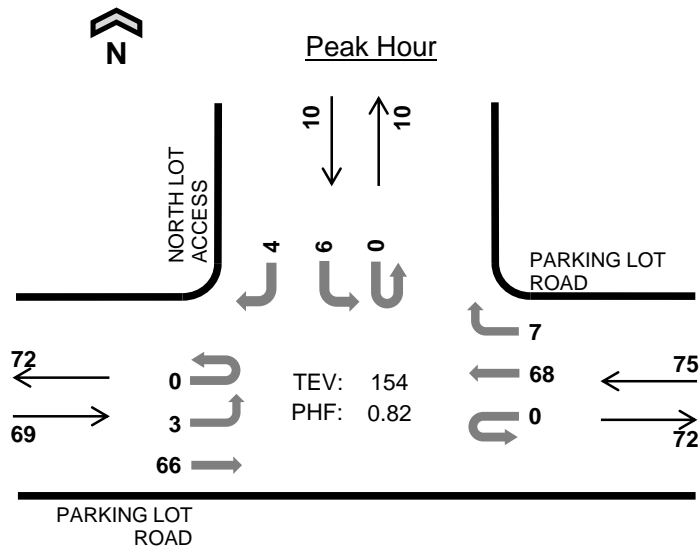 N
Peak Hour
10
10
NORTH LOT
ACCESS
4
6
0
PARKING LOT
ROAD
7
72
0
TEV: 154
68
75
69
3
PHF: 0.82
0
72
66
PARKING LOT
ROAD